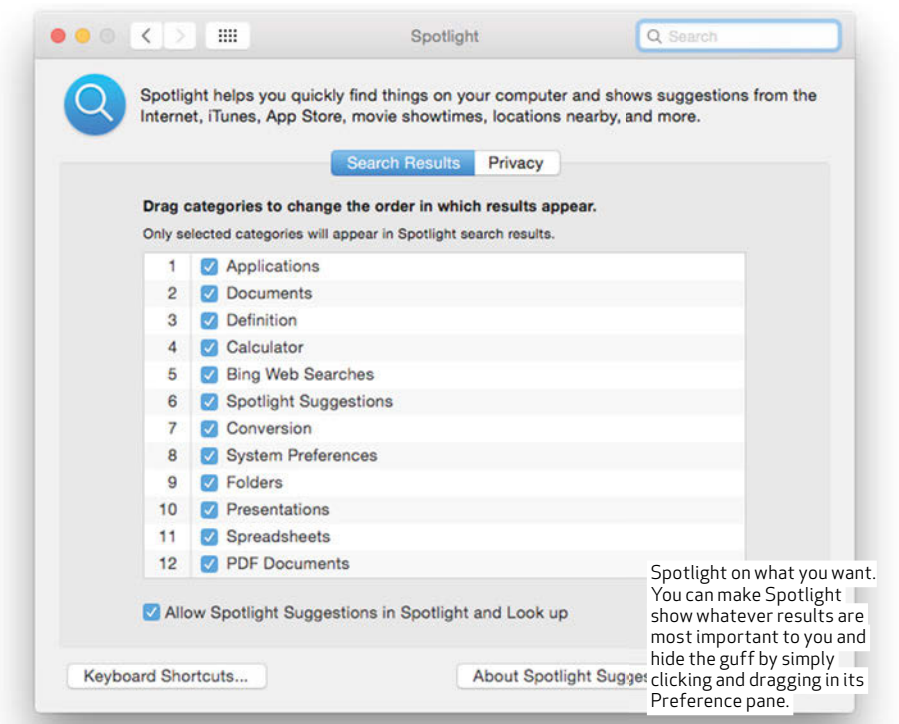 Spotlight
Search
Spotlight helps you quickly find things on your computer and shows suggestions from the
Internet, iTunes, App Store, movie showtimes, locations nearby, and more.
Search Results Privacy
Drag categories to change the order in which results appear.
Only selected categories will appear in Spotlight search results.
1 Applications
2 Documents
3 Definition
4 Calculator
5 Bing Web Searches
6 Spotlight Suggestions
7 Conversion
8 System Preferences
9 Folders
10 Presentations
11 Spreadsheets
12 PDF Documents
Allow Spotlight Suggestions in Spotlight and Look up
Keyboard Shortcuts...
About Spotlight
Spotlight on what you want.
You can make Spotlight
show whatever results are
most important to you and
hide the guff by simply
clicking and dragging in its
Preference pane.